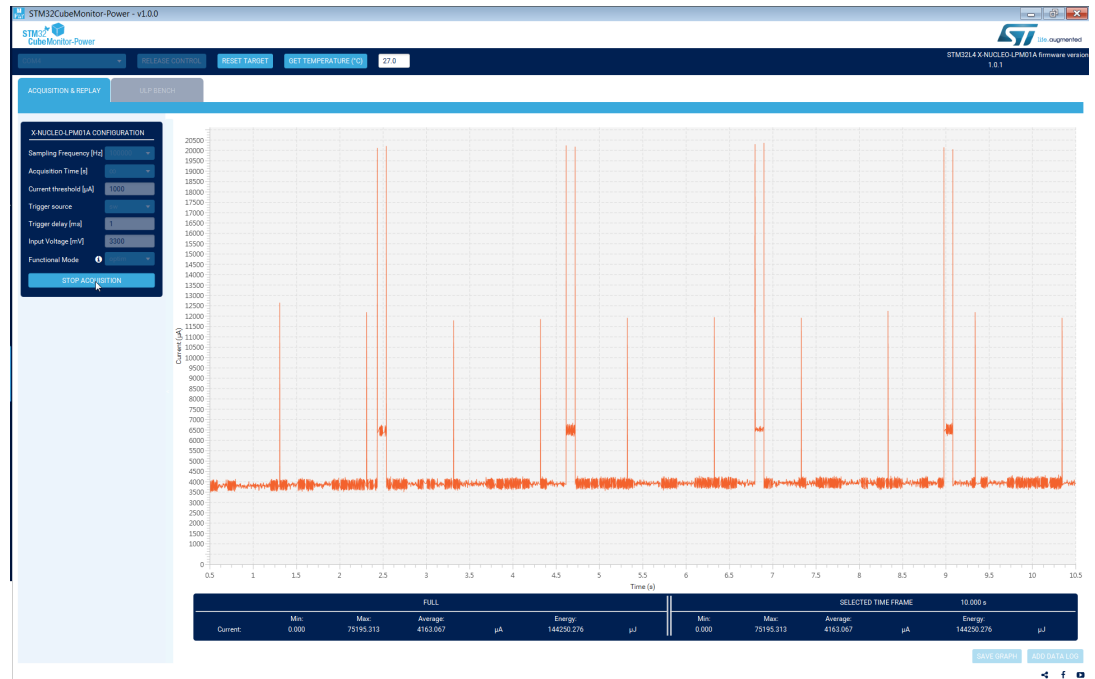 STM32CubeMonitor-Power - v1.0.0
STM32
CubeMonitor-Power
life.augmented
RELEASE CONTROL
RESET TARGET
GET TEMPERATURE (°C)
27.0
STM32L4 X-NUCLEO-LPM01A firmware version
1.0.1
ACQUISITION & REPLAY
ULP BENCH
X-NUCLEO-LPM01A CONFIGURATION
Sampling Frequency [Hz]
Acquisition Time [s]
Current threshold [µA] 1000
Trigger source
Trigger delay [ms] 1
Input Voltage [mV] 3300
Functional Mode
STOP ACQUISITION
Current (µA)
20500
20000
19500
19000
18500
18000
17500
17000
16500
16000
15500
15000
14500
14000
13500
13000
12500
12000
11500
11000
10500
10000
9500
9000
8500
8000
7500
7000
6500
6000
5500
5000
4500
4000
3500
3000
2500
2000
1500
1000
0
0.5 1 1.5 2 2.5 3 3.5 4 4.5 5 5.5 6 6.5 7 7.5 8 8.5 9 9.5 10 10.5
Time (s)
FULL
Min: Max: Average: Energy:
Current: 0.000 75195.313 4163.067 µA 144250.276 µJ
SELECTED TIME FRAME 10.000 s
Min: Max: Average: Energy:
0.000 75195.313 4163.067 µA 144250.276 µJ
SAVE GRAPH
ADD DATA LOG